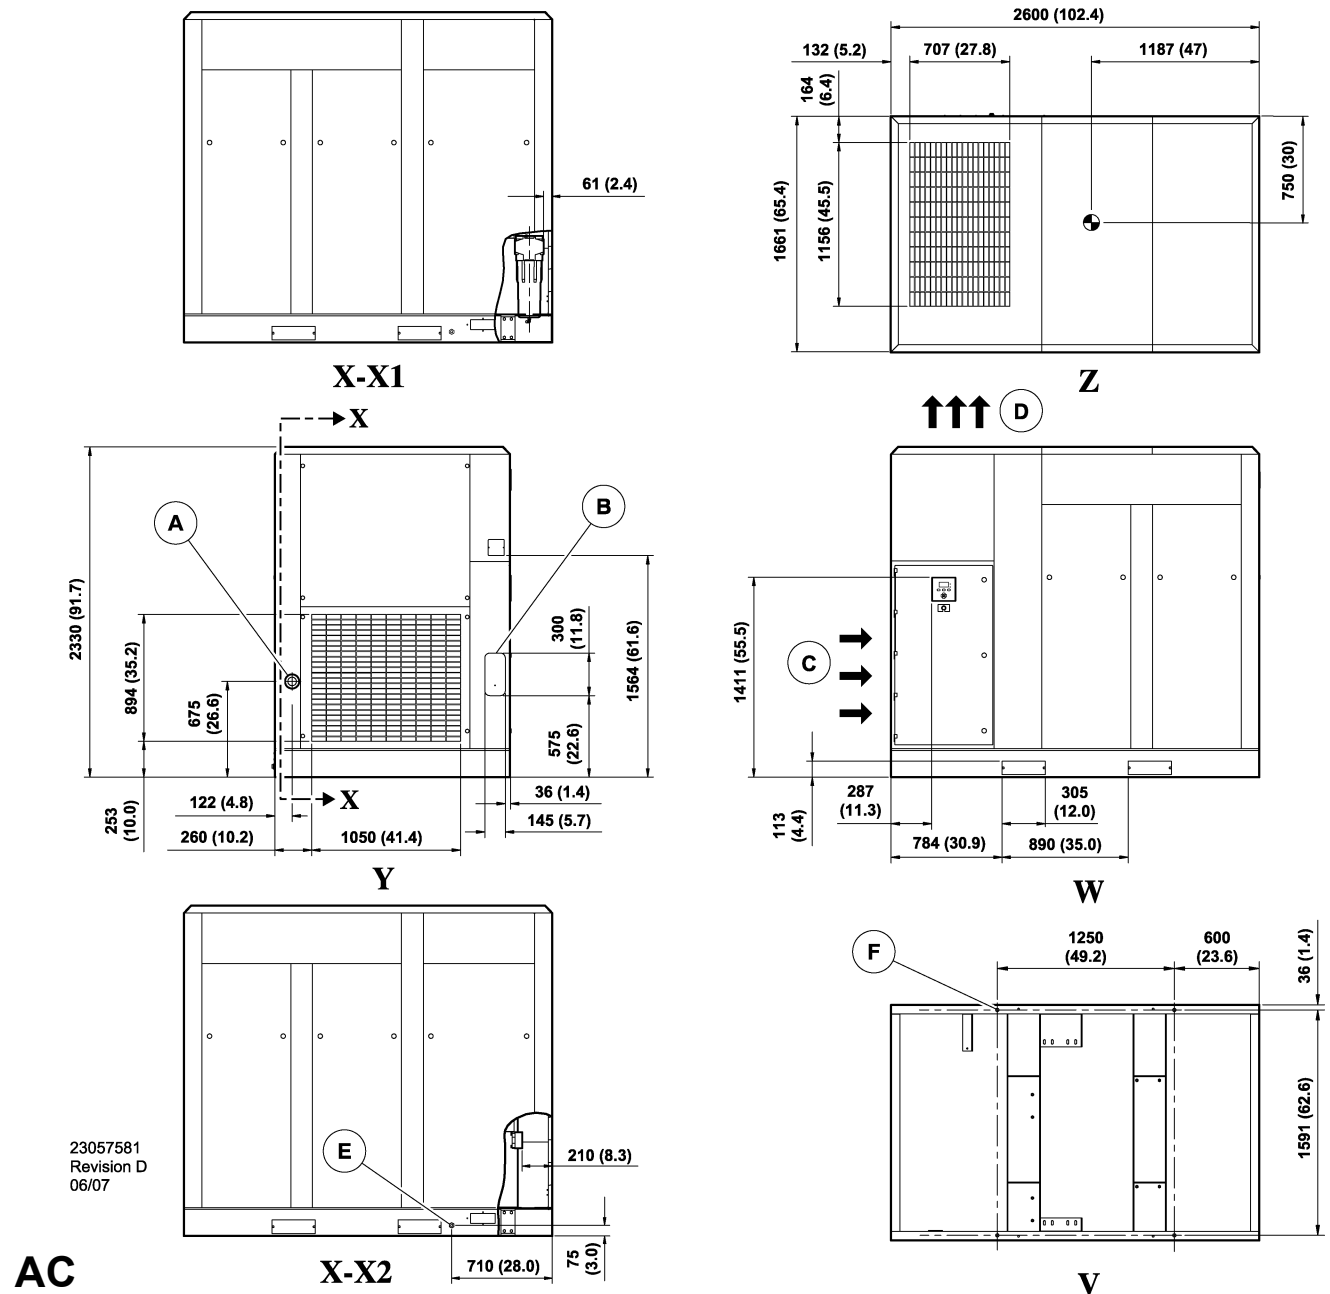 61 (2.4)
X-X1
2600 (102.4)
132 (5.2)
707 (27.8)
1187 (47)
164
(6.4)
1661 (65.4)
1156 (45.5)
750 (30)
Z
X
A
B
2330 (91.7)
894 (35.2)
675
(26.6)
300
(11.8)
1564 (61.6)
575
(22.6)
253
(10.0)
122 (4.8)
X
36 (1.4)
145 (5.7)
260 (10.2)
1050 (41.4)
Y
D
C
1411 (55.5)
113
(4.4)
287
(11.3)
305
(12.0)
784 (30.9)
890 (35.0)
W
23057581
Revision D
06/07
E
210 (8.3)
75
(3.0)
710 (28.0)
X-X2
AC
F
1250
(49.2)
600
(23.6)
36 (1.4)
1591 (62.6)
V